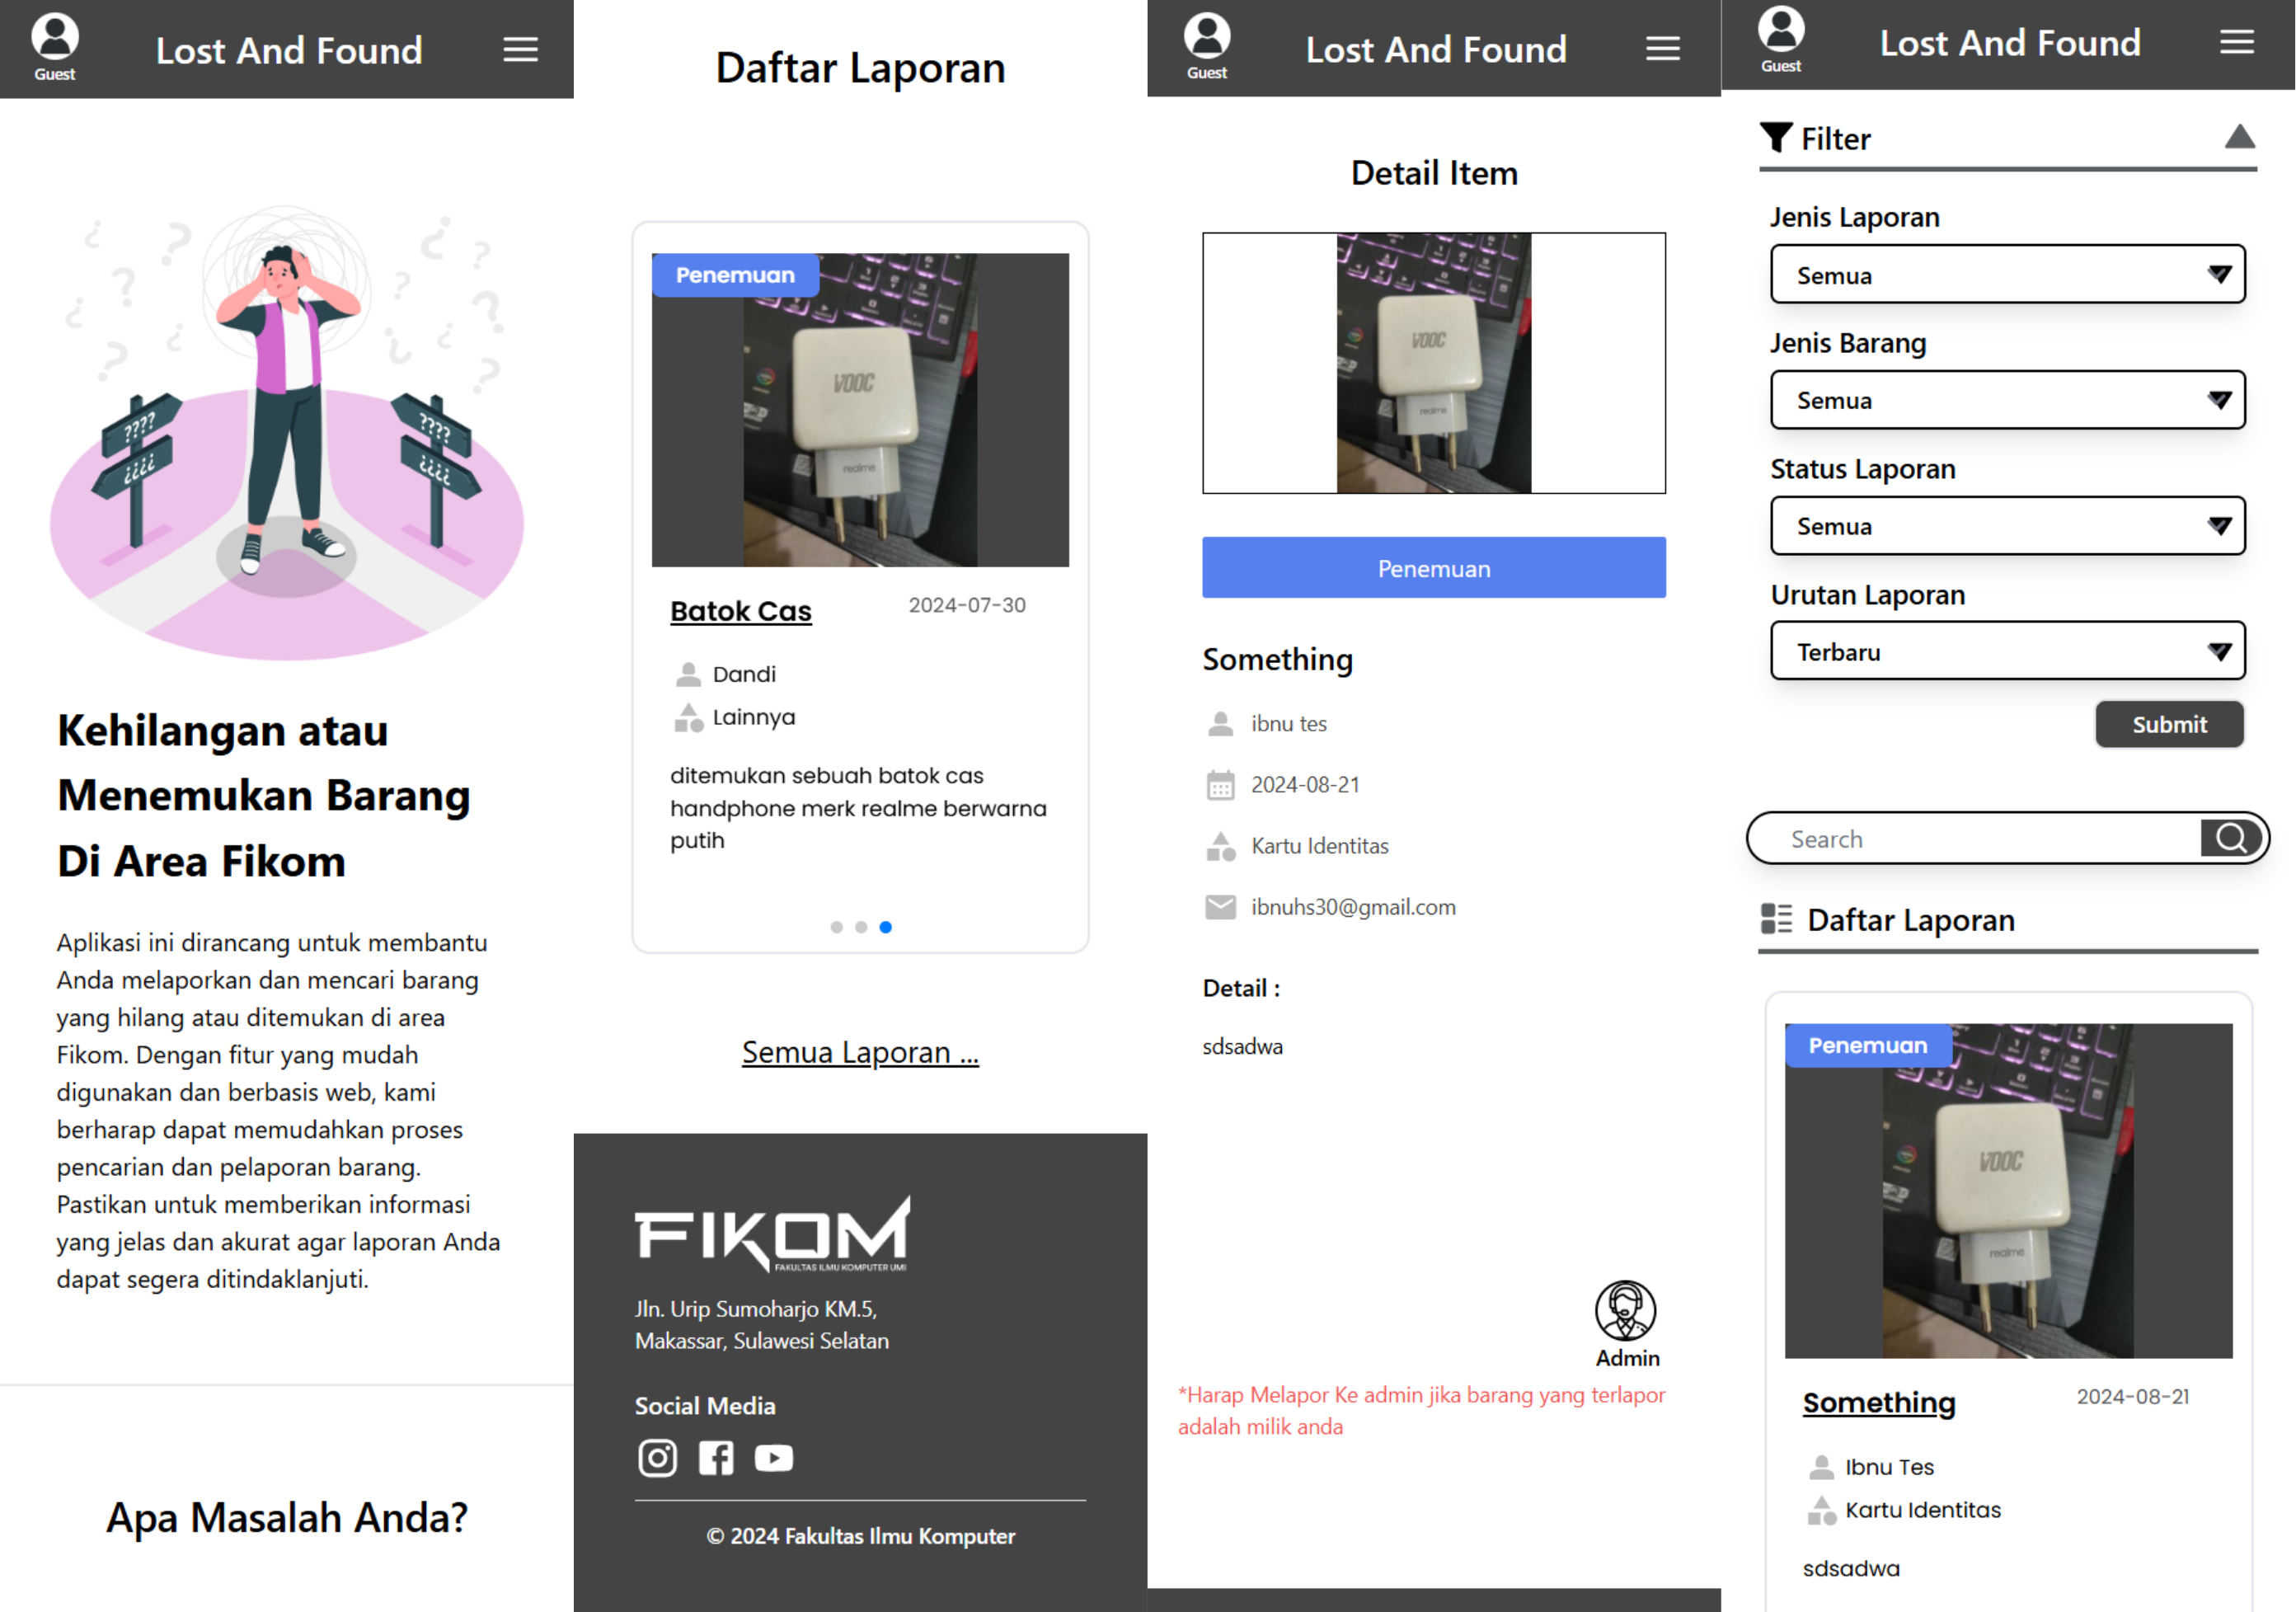 Guest
Lost And Found
????
¿¿¿¿
????
¿¿¿¿
Kehilangan atau
Menemukan Barang
Di Area Fikom
Aplikasi ini dirancang untuk membantu
Anda melaporkan dan mencari barang
yang hilang atau ditemukan di area
Fikom. Dengan fitur yang mudah
digunakan dan berbasis web, kami
berharap dapat memudahkan proses
pencarian dan pelaporan barang.
Pastikan untuk memberikan informasi
yang jelas dan akurat agar laporan Anda
dapat segera ditindaklanjuti.
Apa Masalah Anda?
Daftar Laporan
Penemuan
VOOC
realme
Batok Cas
2024-07-30
Dandi
Lainnya
ditemukan sebuah batok cas
handphone merk realme berwarna
putih
Semua Laporan ...
FIKOM
FAKULTAS ILMU KOMPUTER UMI
Jln. Urip Sumoharjo KM.5,
Makassar, Sulawesi Selatan
Social Media
© 2024 Fakultas Ilmu Komputer
Guest
Lost And Found
Detail Item
VOOC
realme
Penemuan
Something
ibnu tes
2024-08-21
Kartu Identitas
ibnuhs30@gmail.com
Detail :
sdsadwa
Admin
*Harap Melapor Ke admin jika barang yang terlapor
adalah milik anda
Guest
Lost And Found
Filter
Jenis Laporan
Semua
Jenis Barang
Semua
Status Laporan
Semua
Urutan Laporan
Terbaru
Submit
Search
Daftar Laporan
Penemuan
VOOC
realme
Something
2024-08-21
Ibnu Tes
Kartu Identitas
sdsadwa